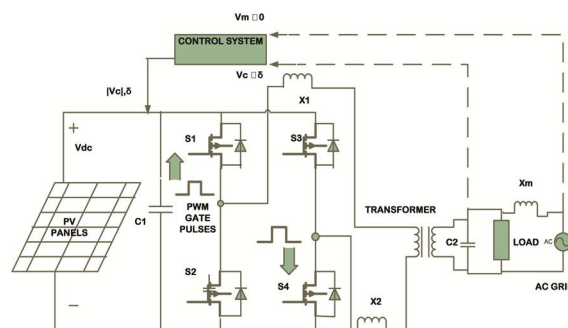 Vm ∠0
CONTROL SYSTEM
Vc ∠δ
|Vc|,δ
X1
S1
S3
+
Vdc
Xm
PV
PANELS
C1
PWM
GATE
PULSES
TRANSFORMER
C2
LOAD
AC
S2
S4
X2
AC GRI
−